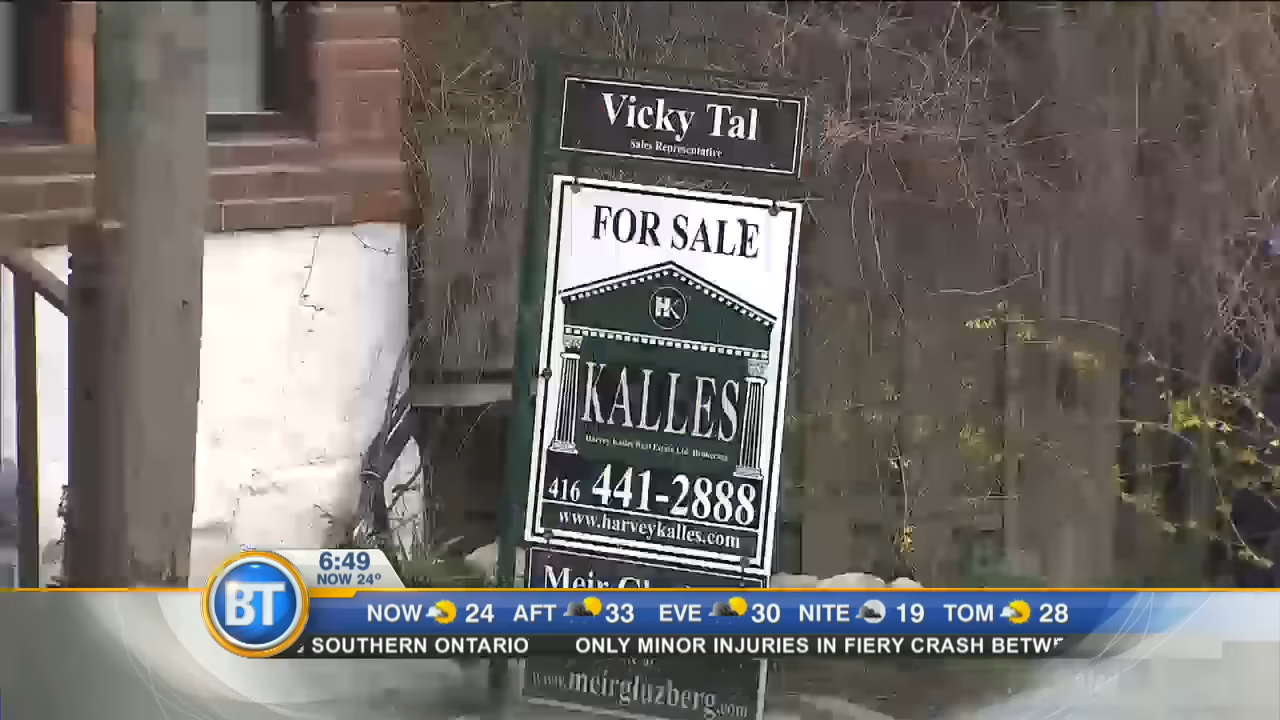 Vicky Tal
Sales Representative
FOR SALE
HK
KALLES
Harvey Kalles Real Estate Ltd. Brokerage
416 441-2888
www.harveykalles.com
Meir
BT
6:49
NOW 24°
NOW 24 AFT 33 EVE 30 NITE 19 TOM 28
SOUTHERN ONTARIO ONLY MINOR INJURIES IN FIERY CRASH BETWE
www.meirgluzberg.com